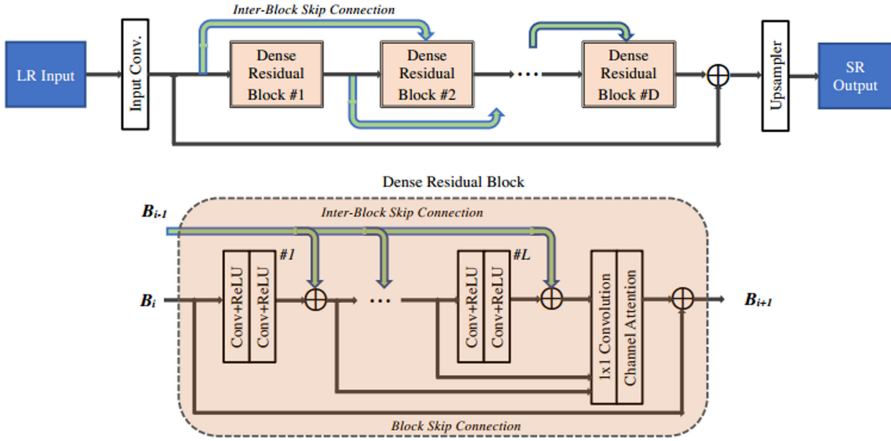 Inter-Block Skip Connection
LR Input
Input Conv.
Dense
Residual
Block #1
Dense
Residual
Block #2
...
Dense
Residual
Block #D
Upsampler
SR
Output
Dense Residual Block
Bi-1
Inter-Block Skip Connection
Bi
Conv+ReLU
Conv+ReLU
#1
...
Conv+ReLU
Conv+ReLU
#L
1x1 Convolution
Channel Attention
Bi+1
Block Skip Connection